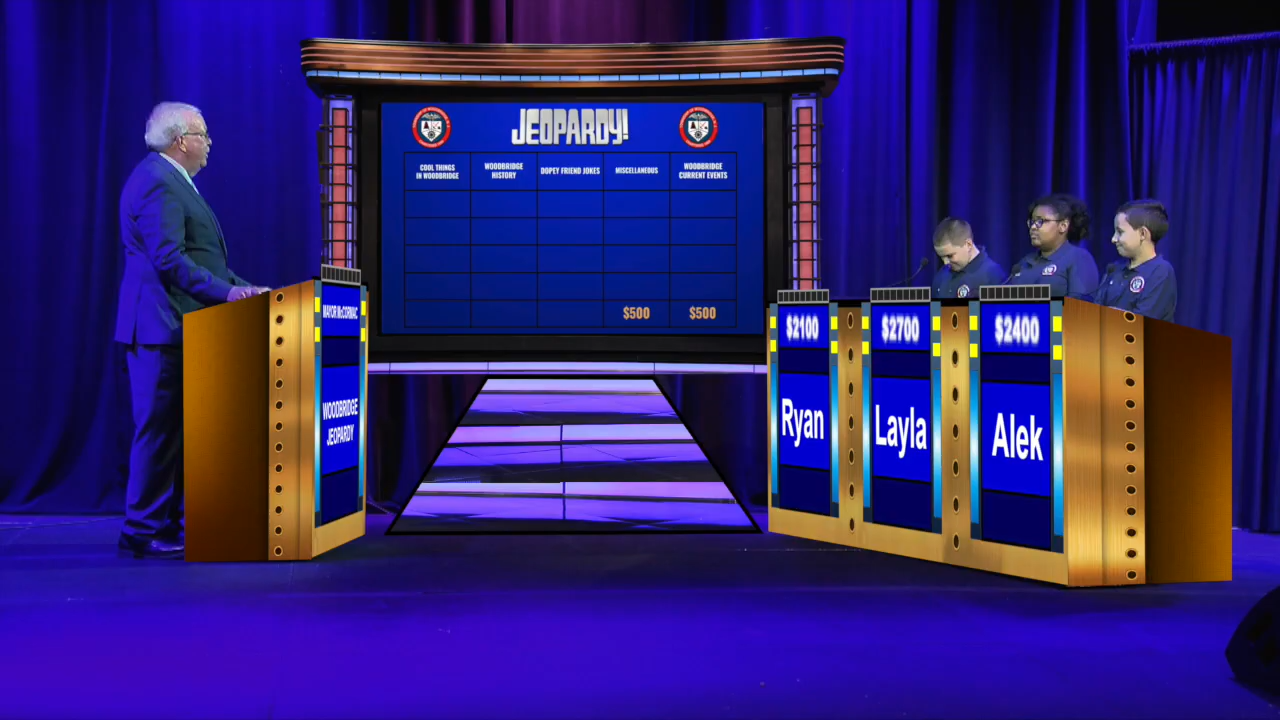 JEOPARDY!
COOL THINGS
IN WOODBRIDGE
WOODBRIDGE
HISTORY
DOPEY FRIEND JOKES
MISCELLANEOUS
WOODBRIDGE
CURRENT EVENTS
$500
$500
MAYOR McCORMAC
WOODBRIDGE
JEOPARDY
$2100
$2700
$2400
Ryan
Layla
Alek